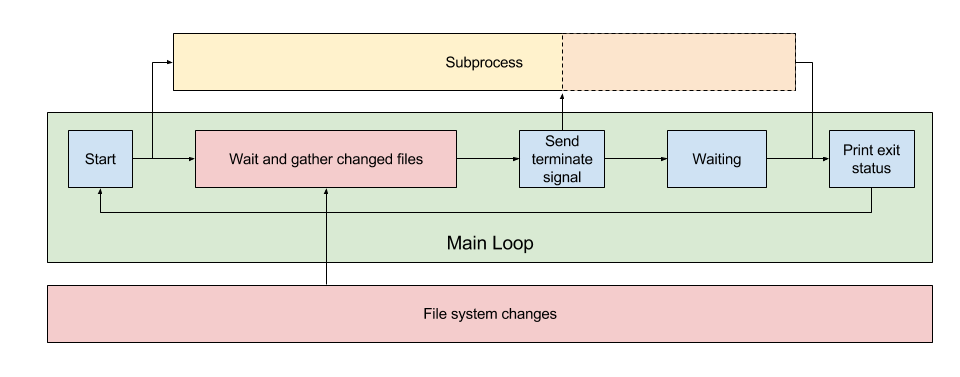 Subprocess
Start
Wait and gather changed files
Send
terminate
signal
Waiting
Print exit
status
Main Loop
File system changes